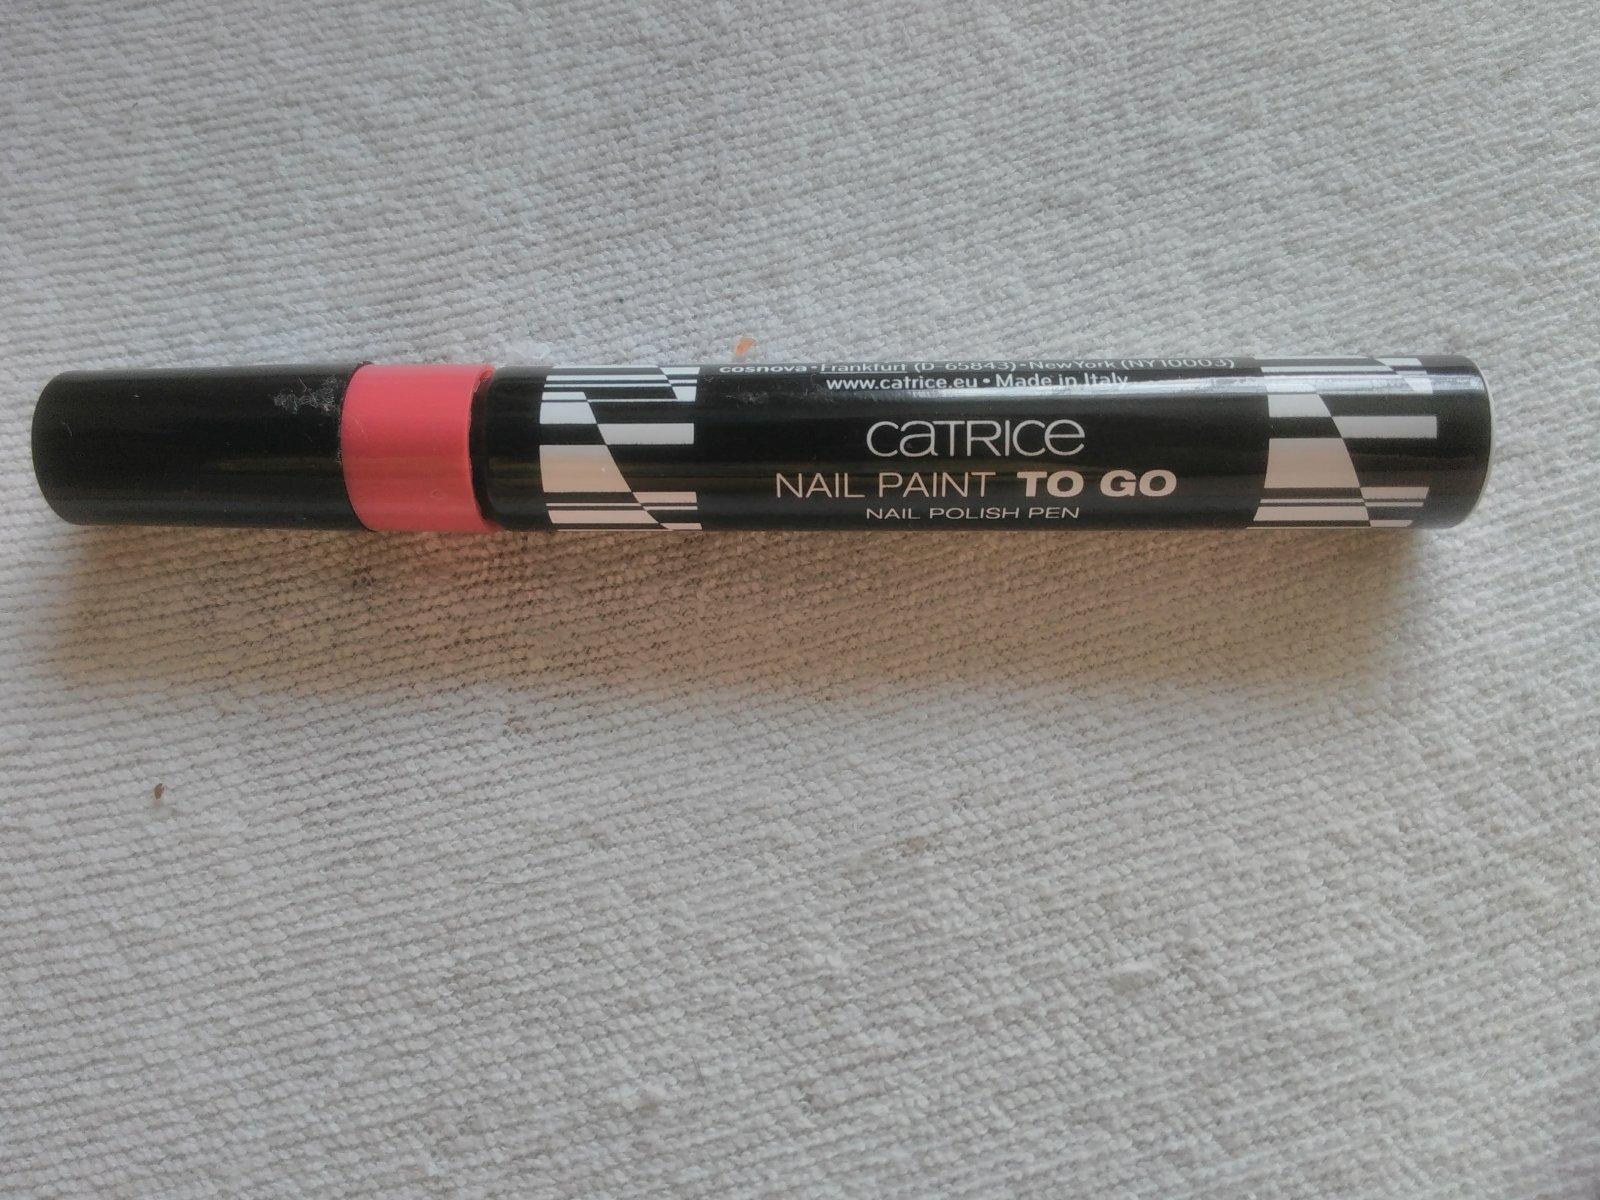 cosnova • Frankfurt (D-65843) • New York (NY10003)
www.catrice.eu • Made in Italy
CATRICE
NAIL PAINT TO GO
NAIL POLISH PEN